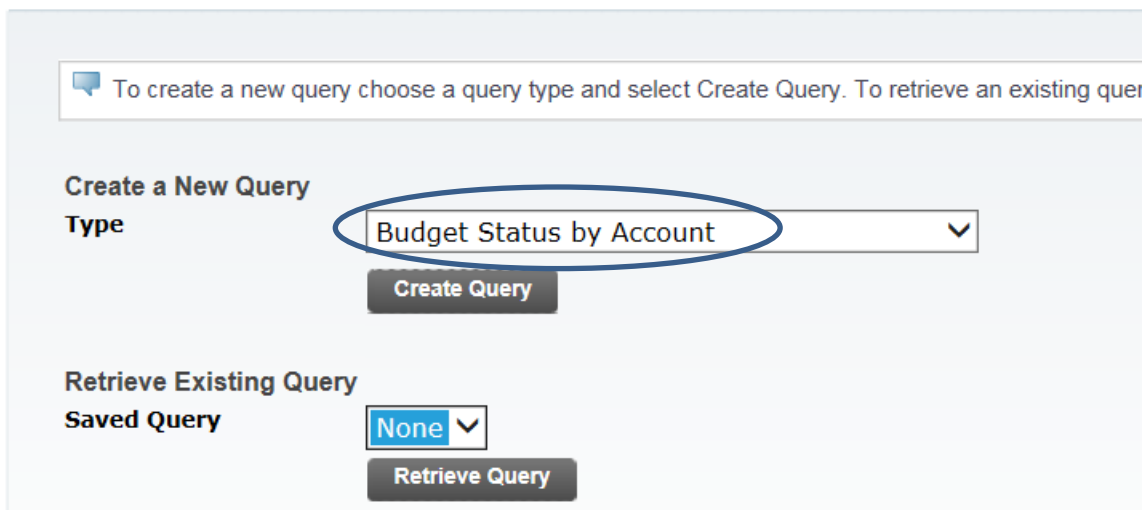 To create a new query choose a query type and select Create Query. To retrieve an existing
Create a New Query
Type
Budget Status by Account
Create Query
Retrieve Existing Query
Saved Query
None
Retrieve Query